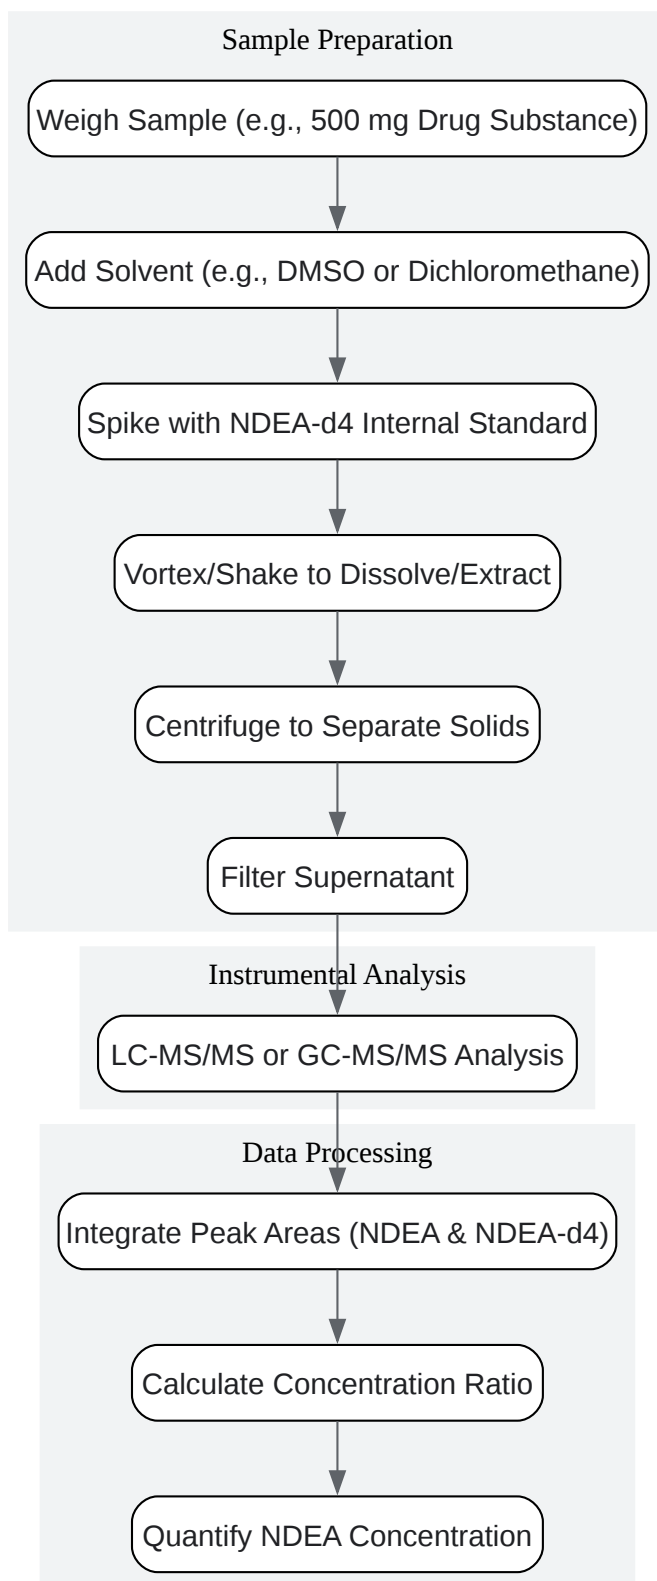 Sample Preparation
Weigh Sample (e.g., 500 mg Drug Substance)
Add Solvent (e.g., DMSO or Dichloromethane)
Spike with NDEA-d4 Internal Standard
Vortex/Shake to Dissolve/Extract
Centrifuge to Separate Solids
Filter Supernatant
Instrumental Analysis
LC-MS/MS or GC-MS/MS Analysis
Data Processing
Integrate Peak Areas (NDEA & NDEA-d4)
Calculate Concentration Ratio
Quantify NDEA Concentration